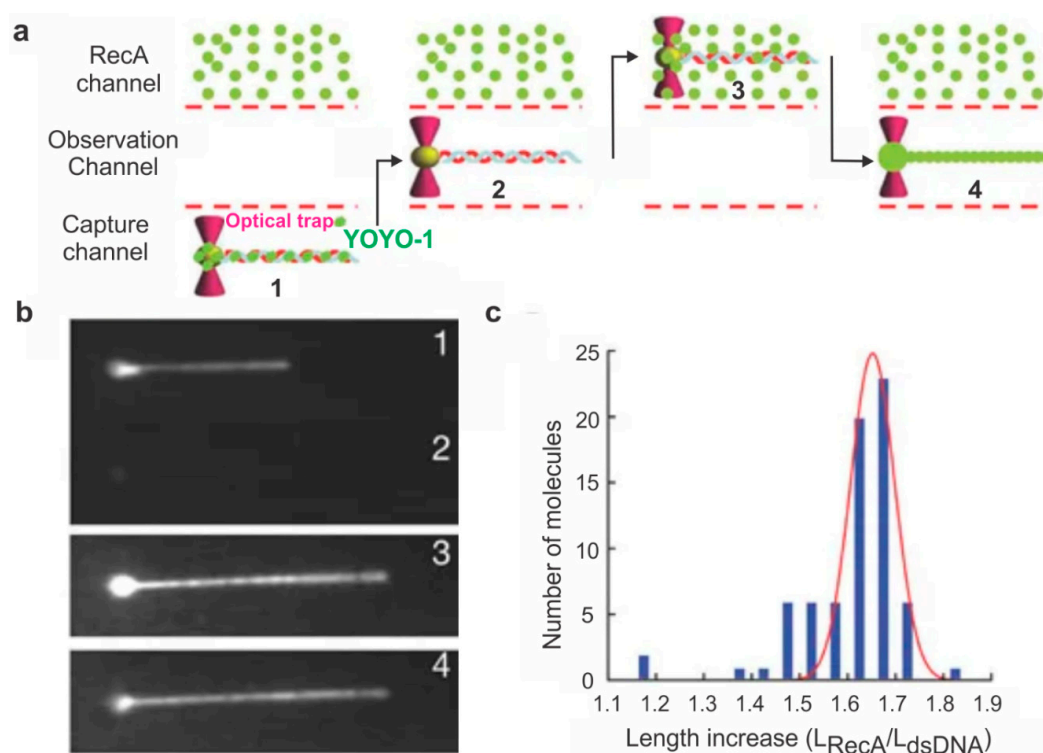 a
RecA
channel
Observation
Channel
Capture
channel
Optical trap
YOYO-1
1
2
3
4
b
1
2
3
4
c
Number of molecules
25
20
15
10
5
0
1.1 1.2 1.3 1.4 1.5 1.6 1.7 1.8 1.9
Length increase (LRecA/LdsDNA)